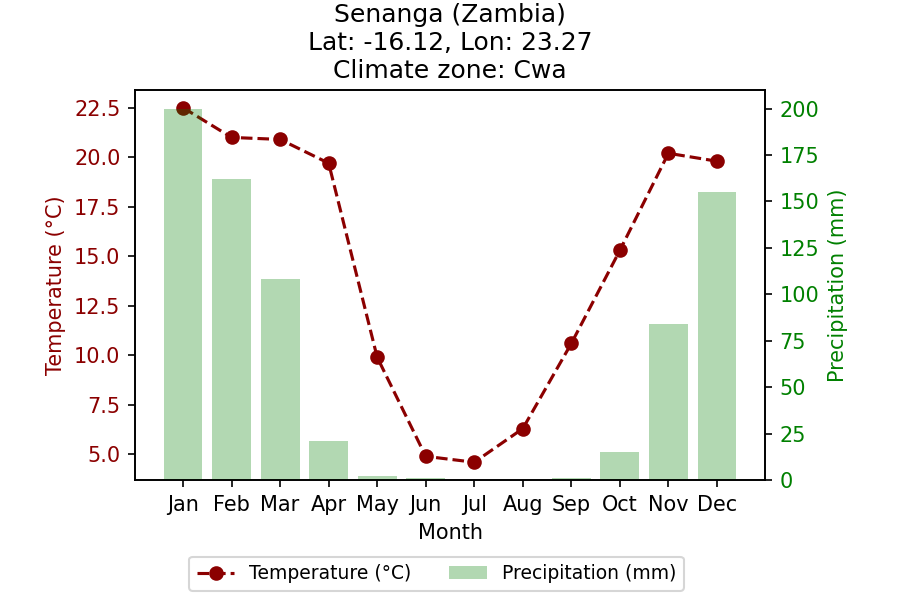 Senanga (Zambia)
Lat: -16.12, Lon: 23.27
Climate zone: Cwa
22.5
20.0
17.5
15.0
12.5
10.0
7.5
5.0
Temperature (°C)
200
175
150
125
100
75
50
25
0
Precipitation (mm)
Jan Feb Mar Apr May Jun Jul Aug Sep Oct Nov Dec
Month
Temperature (°C) Precipitation (mm)